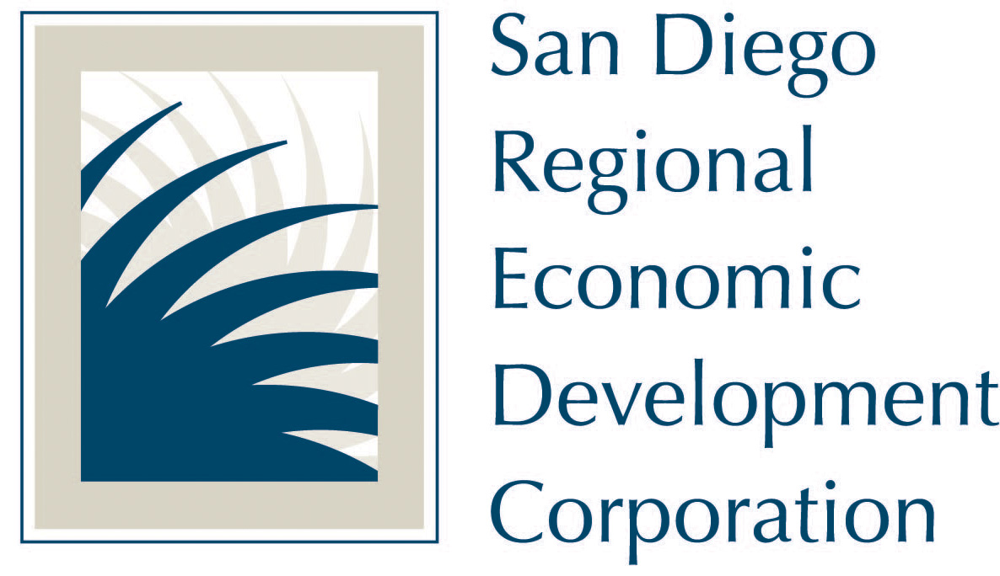 San Diego
Regional
Economic
Development
Corporation